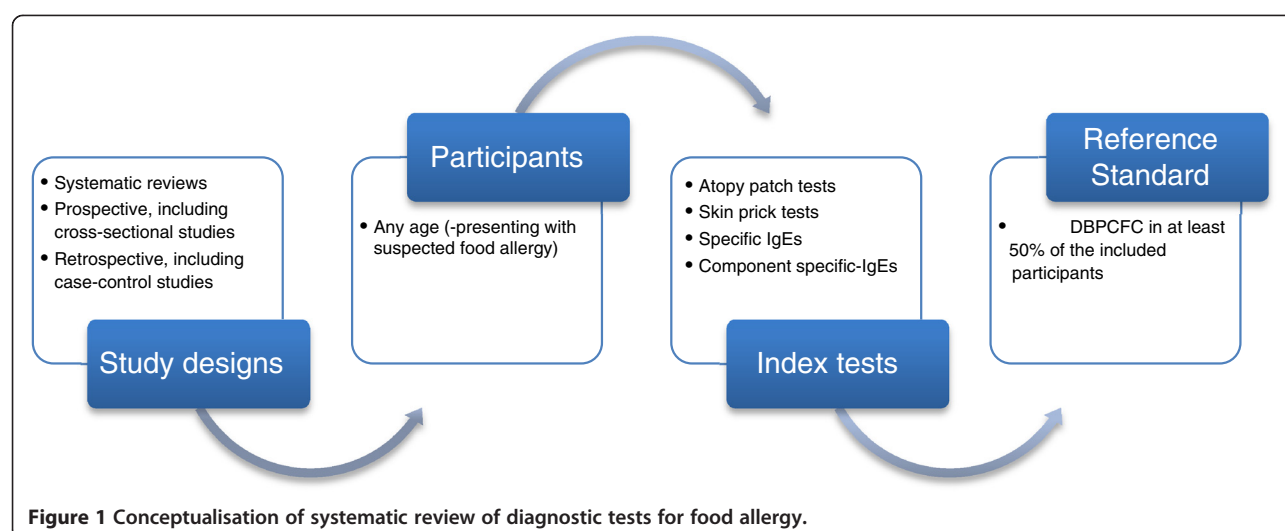 • Systematic reviews
• Prospective, including
cross-sectional studies
• Retrospective, including
case-control studies
Study designs
Participants
• Any age (-presenting with
suspected food allergy)
• Atopy patch tests
• Skin prick tests
• Specific IgEs
• Component specific-IgEs
Index tests
Reference
Standard
• DBPCFC in at least
50% of the included
participants
Figure 1 Conceptualisation of systematic review of diagnostic tests for food allergy.